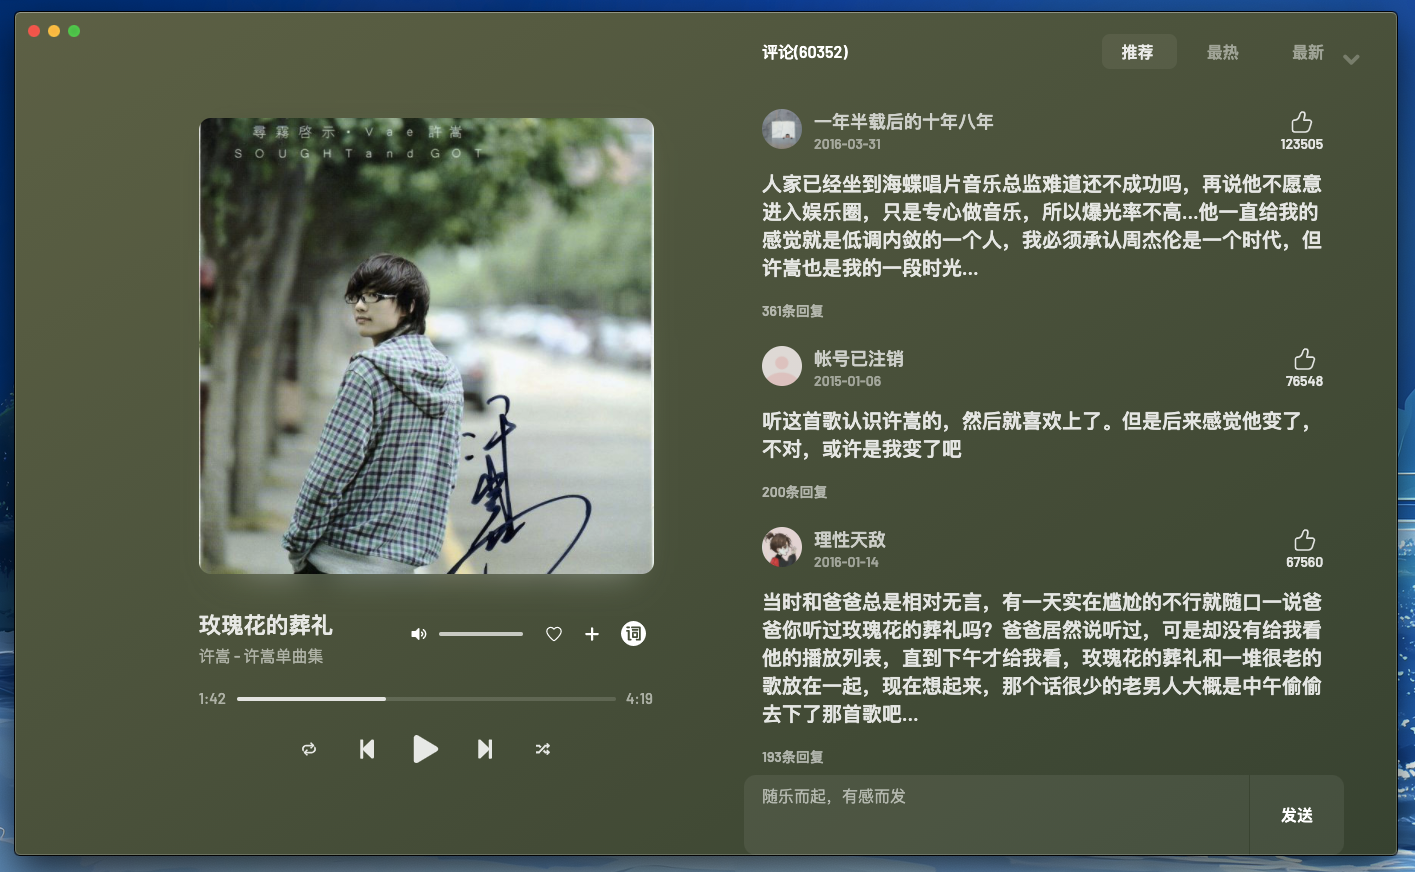 评论(60352)
推荐
最热
最新
尋霧啓示·Vae許嵩
SOUGHTandGOT
玫瑰花的葬礼
许嵩 - 许嵩单曲集
词
1:42
4:19
一年半载后的十年八年
2016-03-31
123505
人家已经坐到海蝶唱片音乐总监难道还不成功吗，再说他不愿意
进入娱乐圈，只是专心做音乐，所以爆光率不高...他一直给我的
感觉就是低调内敛的一个人，我必须承认周杰伦是一个时代，但
许嵩也是我的一段时光...
361条回复
帐号已注销
2015-01-06
76548
听这首歌认识许嵩的，然后就喜欢上了。但是后来感觉他变了，
不对，或许是我变了吧
200条回复
理性天敌
2016-01-14
67560
当时和爸爸总是相对无言，有一天实在尴尬的不行就随口一说爸
爸你听过玫瑰花的葬礼吗？爸爸居然说听过，可是却没有给我看
他的播放列表，直到下午才给我看，玫瑰花的葬礼和一堆很老的
歌放在一起，现在想起来，那个话很少的老男人大概是中午偷偷
去下了那首歌吧...
193条回复
随乐而起，有感而发
发送